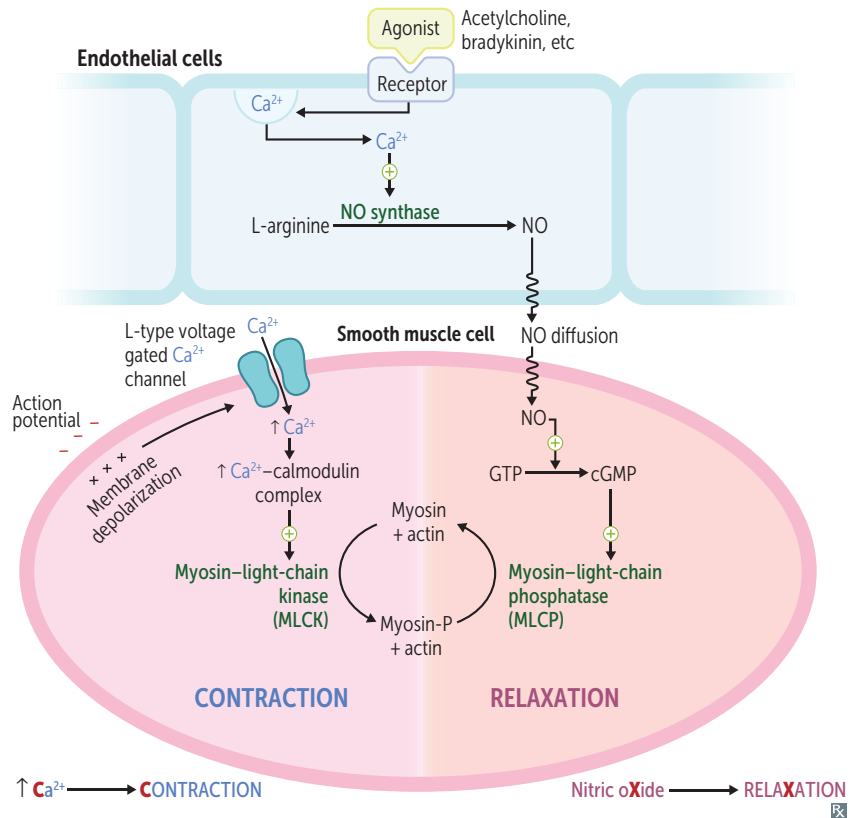 Agonist
Acetylcholine,
bradykinin, etc
Endothelial cells
Receptor
Ca²⁺
Ca²⁺
+
NO synthase
L-arginine
NO
L-type voltage
gated Ca²⁺
channel
Ca²⁺
Smooth muscle cell
NO diffusion
Action
potential
– – –
+ + +
Membrane
depolarization
↑ Ca²⁺
↑ Ca²⁺–calmodulin
complex
+
Myosin–light-chain
kinase
(MLCK)
NO
+
GTP
cGMP
+
Myosin
+ actin
Myosin–light-chain
phosphatase
(MLCP)
Myosin-P
+ actin
CONTRACTION
RELAXATION
↑ Ca²⁺
CONTRACTION
Nitric oXide
RELAXATION
Rx